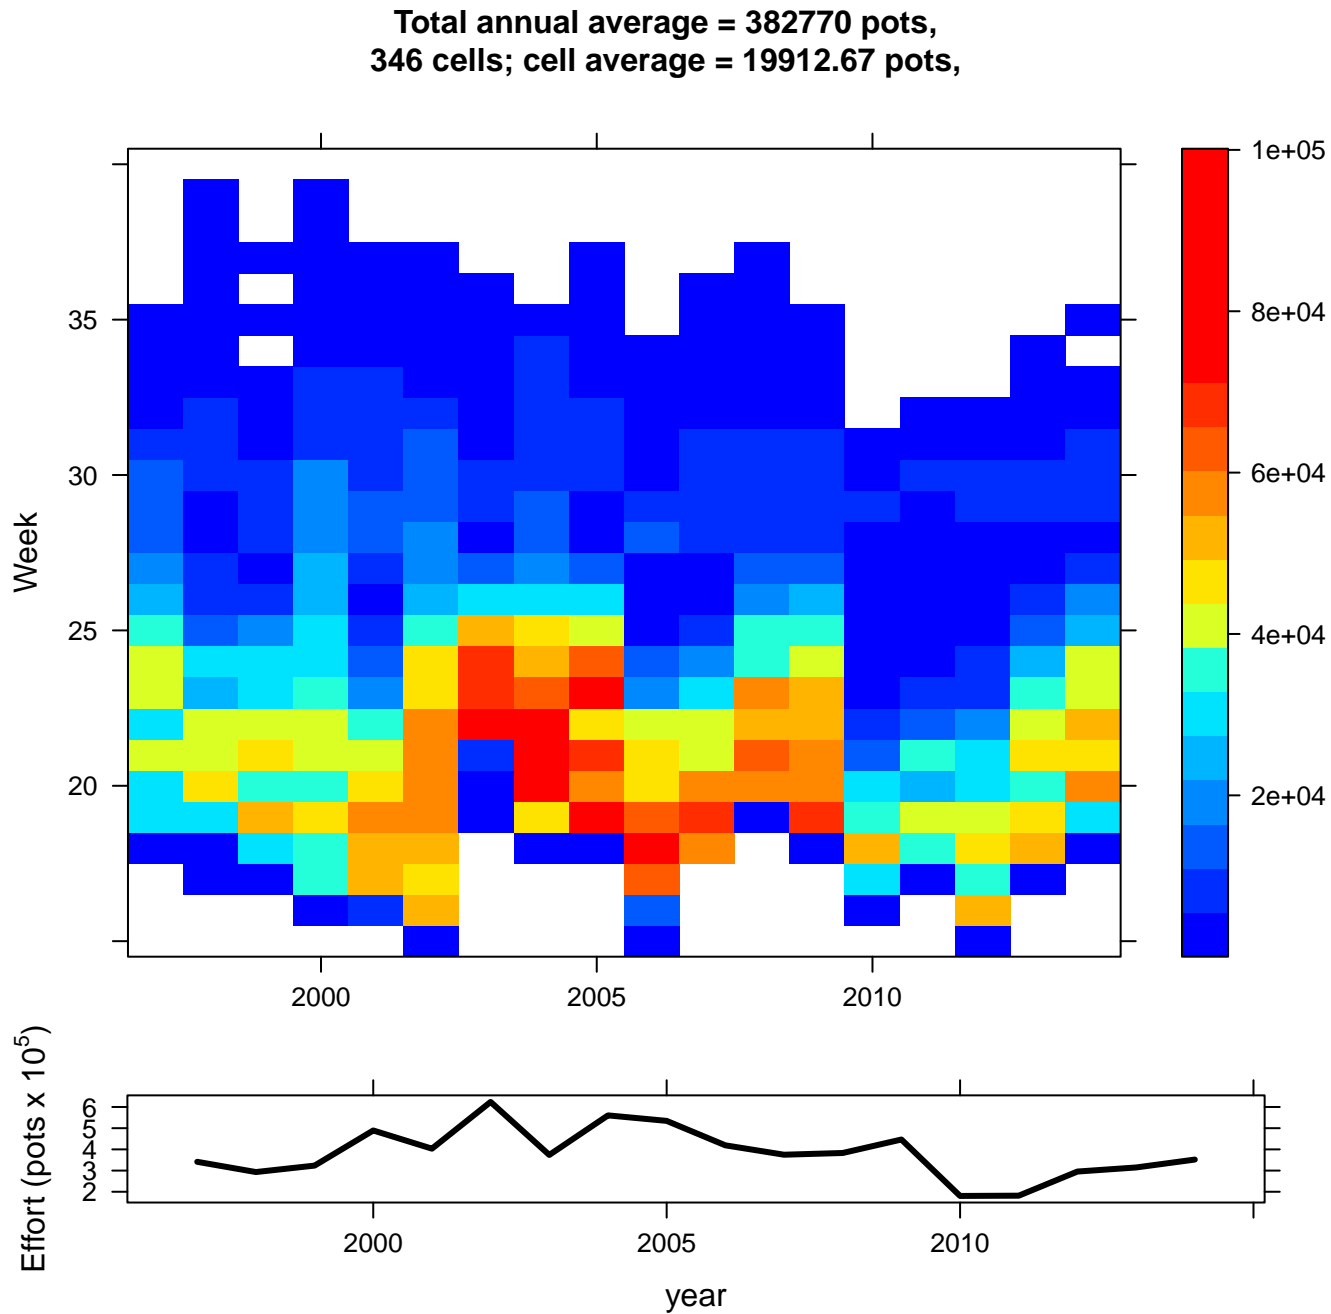 Total annual average = 382770 pots,
346 cells; cell average = 19912.67 pots,
1e+05
8e+04
6e+04
4e+04
2e+04
Week
35
30
25
20
2000 2005 2010
Effort (pots x 10⁵)
6
5
4
3
2
2000 2005 2010
year